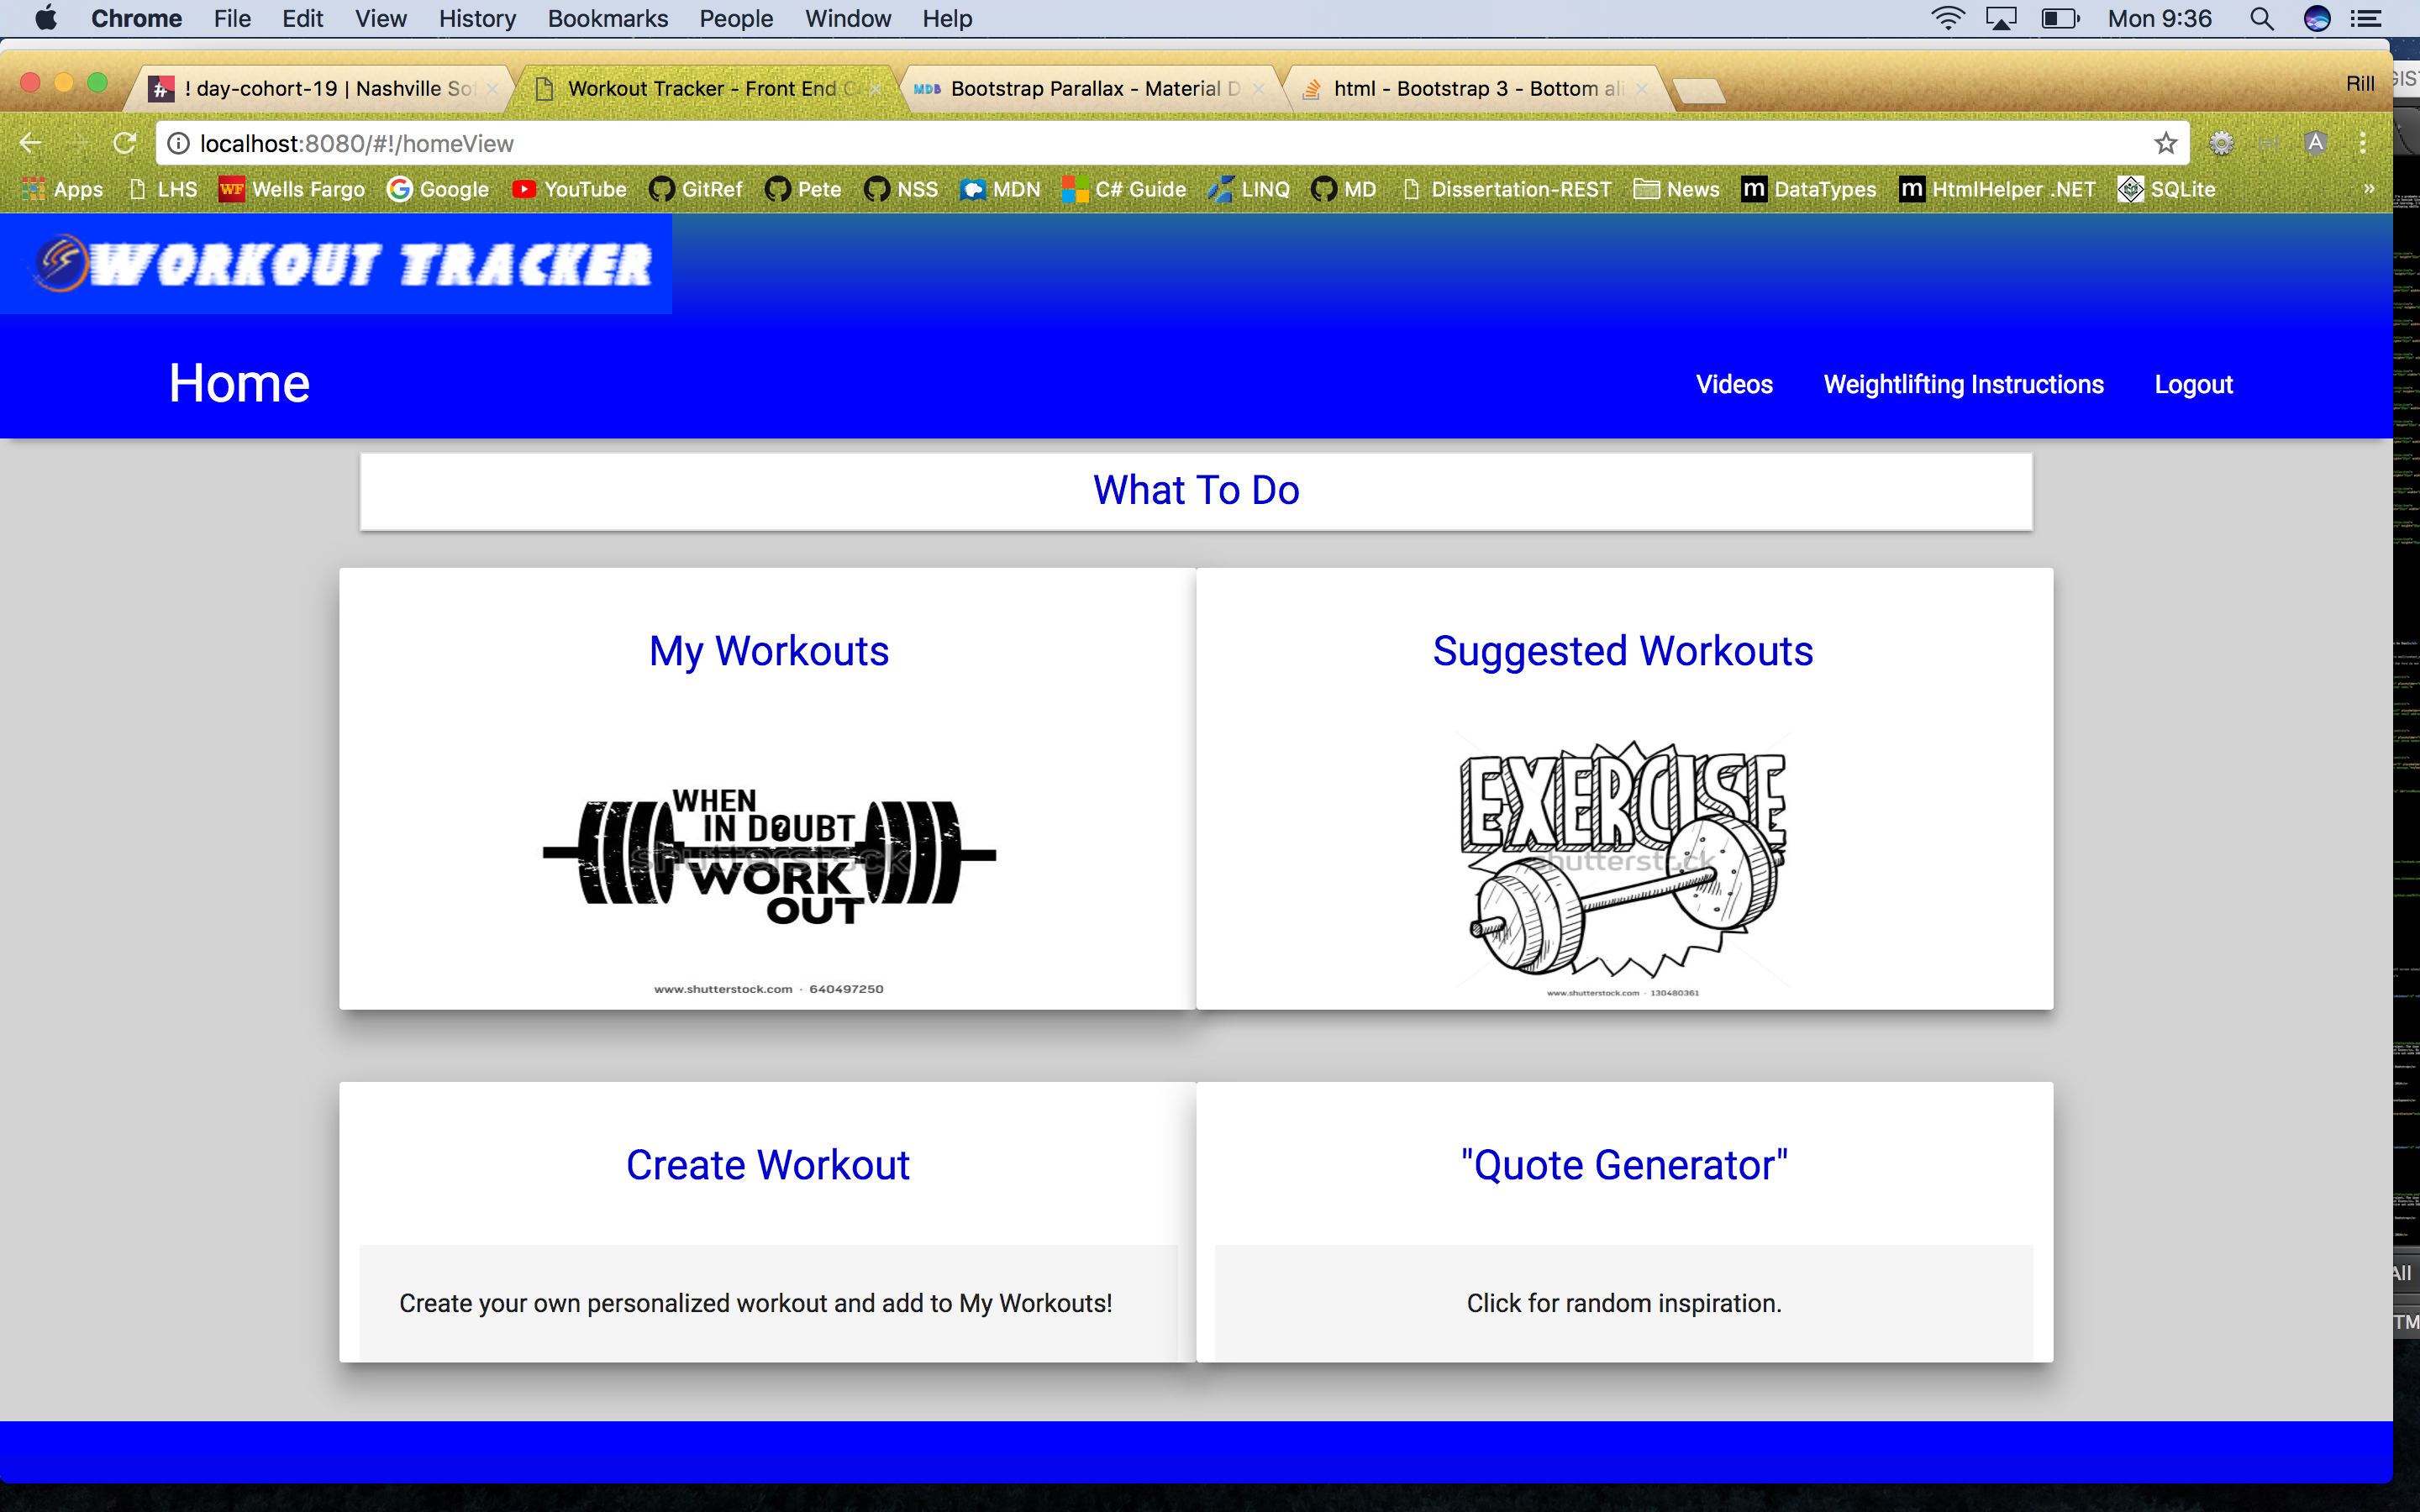 Chrome File Edit View History Bookmarks People Window Help Mon 9:36
! day-cohort-19 | Nashville So Workout Tracker - Front End C Bootstrap Parallax - Material D html - Bootstrap 3 - Bottom ali Rill
localhost:8080/#!/homeView
Apps LHS Wells Fargo Google YouTube GitRef Pete NSS MDN C# Guide LINQ MD Dissertation-REST News DataTypes HtmlHelper .NET SQLite »
WORKOUT TRACKER
Home Videos Weightlifting Instructions Logout
What To Do
My Workouts
WHEN
IN DOUBT
shutterstock
WORK
OUT
www.shutterstock.com · 640497250
Suggested Workouts
EXERCISE
shutterstock
www.shutterstock.com · 130480361
Create Workout
Create your own personalized workout and add to My Workouts!
"Quote Generator"
Click for random inspiration.
All